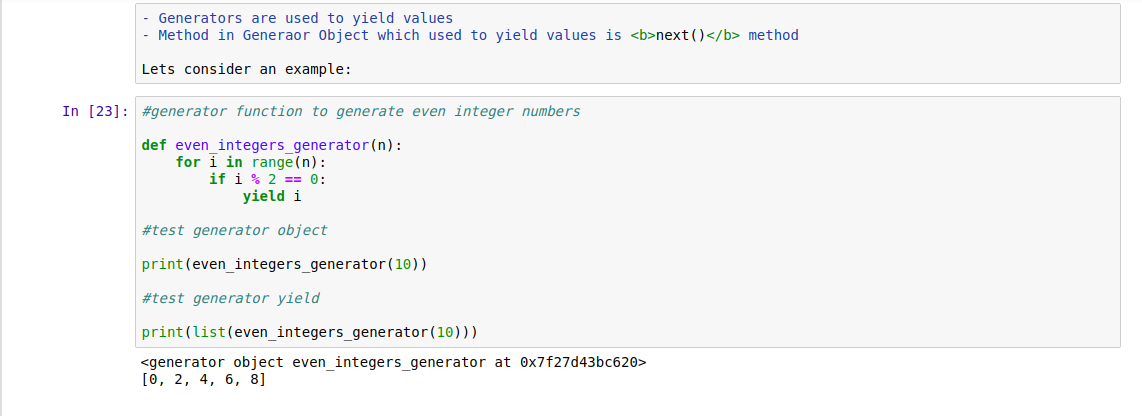 - Generators are used to yield values
- Method in Generaor Object which used to yield values is <b>next()</b> method
Lets consider an example:
In [23]: #generator function to generate even integer numbers
def even_integers_generator(n):
    for i in range(n):
        if i % 2 == 0:
            yield i
#test generator object
print(even_integers_generator(10))
#test generator yield
print(list(even_integers_generator(10)))
<generator object even_integers_generator at 0x7f27d43bc620>
[0, 2, 4, 6, 8]